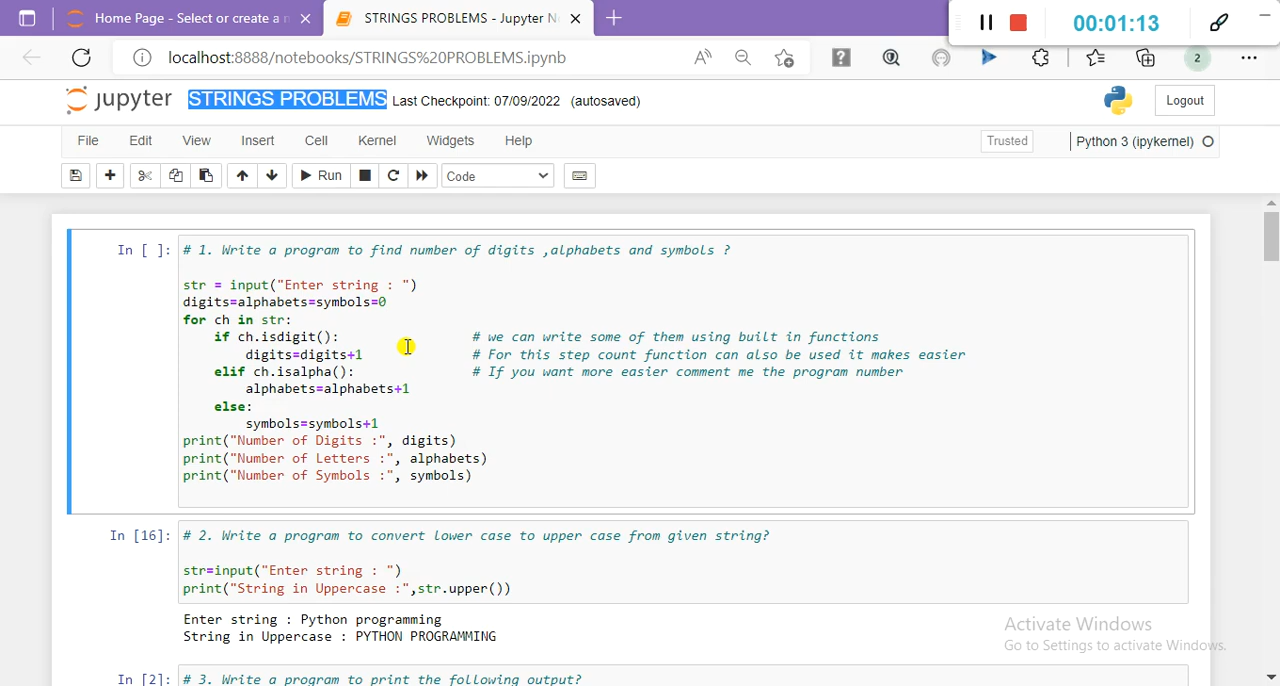 Home Page - Select or create a n
STRINGS PROBLEMS - Jupyter N
00:01:13
localhost:8888/notebooks/STRINGS%20PROBLEMS.ipynb
2
jupyter STRINGS PROBLEMS Last Checkpoint: 07/09/2022 (autosaved)
Logout
File Edit View Insert Cell Kernel Widgets Help
Trusted
Python 3 (ipykernel)
Run
Code
In [ ]: # 1. Write a program to find number of digits ,alphabets and symbols ?
str = input("Enter string : ")
digits=alphabets=symbols=0
for ch in str:
if ch.isdigit(): # we can write some of them using built in functions
digits=digits+1 # For this step count function can also be used it makes easier
elif ch.isalpha(): # If you want more easier comment me the program number
alphabets=alphabets+1
else:
symbols=symbols+1
print("Number of Digits :", digits)
print("Number of Letters :", alphabets)
print("Number of Symbols :", symbols)
In [16]: # 2. Write a program to convert lower case to upper case from given string?
str=input("Enter string : ")
print("String in Uppercase :",str.upper())
Enter string : Python programming
String in Uppercase : PYTHON PROGRAMMING
Activate Windows
Go to Settings to activate Windows.
In [2]: # 3. Write a program to print the following output?